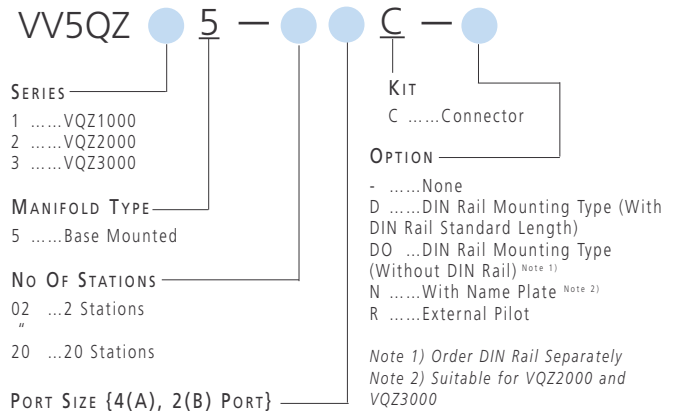 VV5QZ 5 — C —
SERIES
1 ……VQZ1000
2 ……VQZ2000
3 ……VQZ3000
MANIFOLD TYPE
5 ……Base Mounted
NO OF STATIONS
02 …2 Stations
"
20 …20 Stations
PORT SIZE {4(A), 2(B) PORT}
KIT
C ……Connector
OPTION
- ……None
D ……DIN Rail Mounting Type (With
DIN Rail Standard Length)
DO …DIN Rail Mounting Type
(Without DIN Rail) Note 1)
N ……With Name Plate Note 2)
R ……External Pilot
Note 1) Order DIN Rail Separately
Note 2) Suitable for VQZ2000 and
VQZ3000